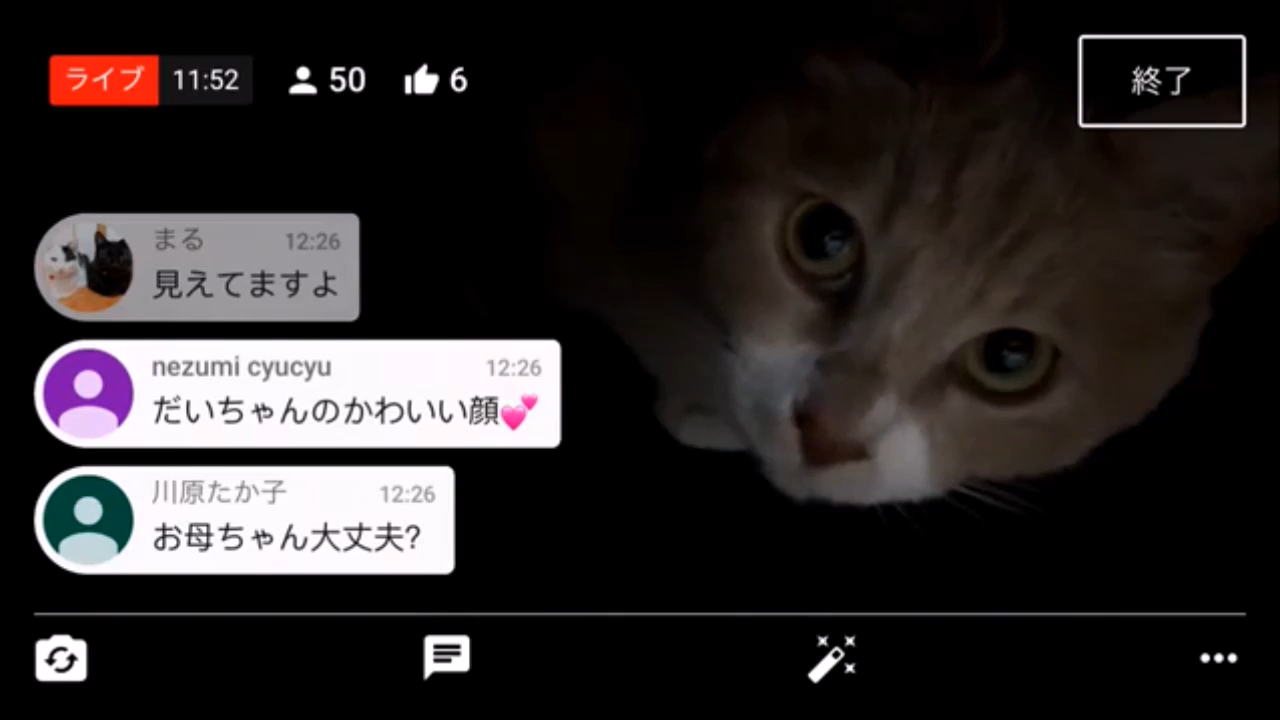 ライブ 11:52 50 6
終了
まる 12:26
見えてますよ
nezumi cyucyu 12:26
だいちゃんのかわいい顔💕
川原たか子 12:26
お母ちゃん大丈夫?